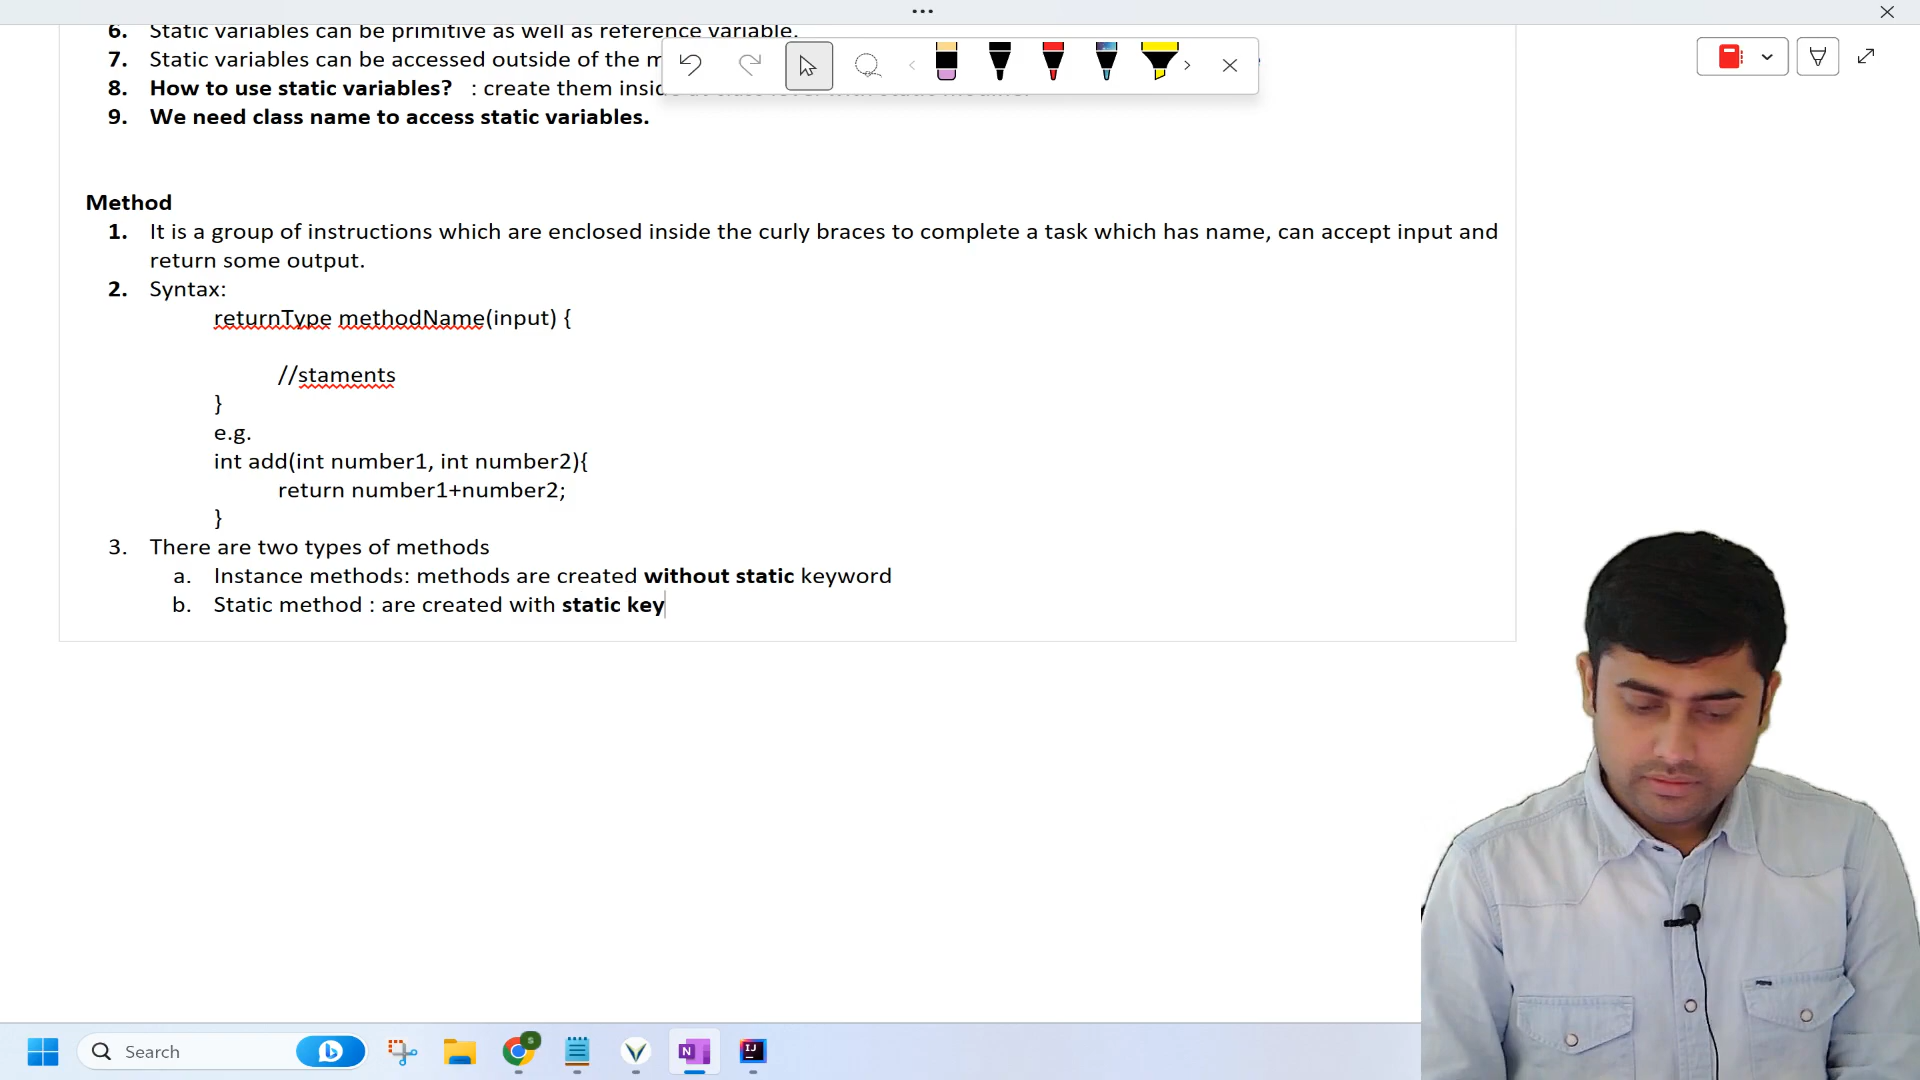 6. Static variables can be primitive as well as reference variable.
7. Static variables can be accessed outside of the m
8. How to use static variables? : create them insid
9. We need class name to access static variables.
Method
1. It is a group of instructions which are enclosed inside the curly braces to complete a task which has name, can accept input and
return some output.
2. Syntax:
returnType methodName(input) {
//staments
}
e.g.
int add(int number1, int number2){
return number1+number2;
}
3. There are two types of methods
a. Instance methods: methods are created without static keyword
b. Static method : are created with static key
Search